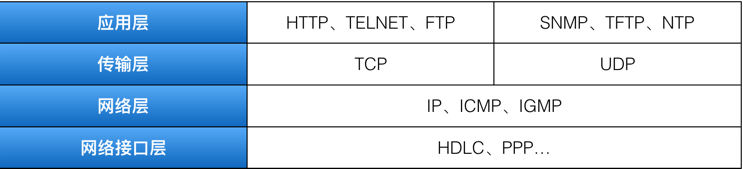 应用层 HTTP、TELNET、FTP SNMP、TFTP、NTP
传输层 TCP UDP
网络层 IP、ICMP、IGMP
网络接口层 HDLC、PPP...